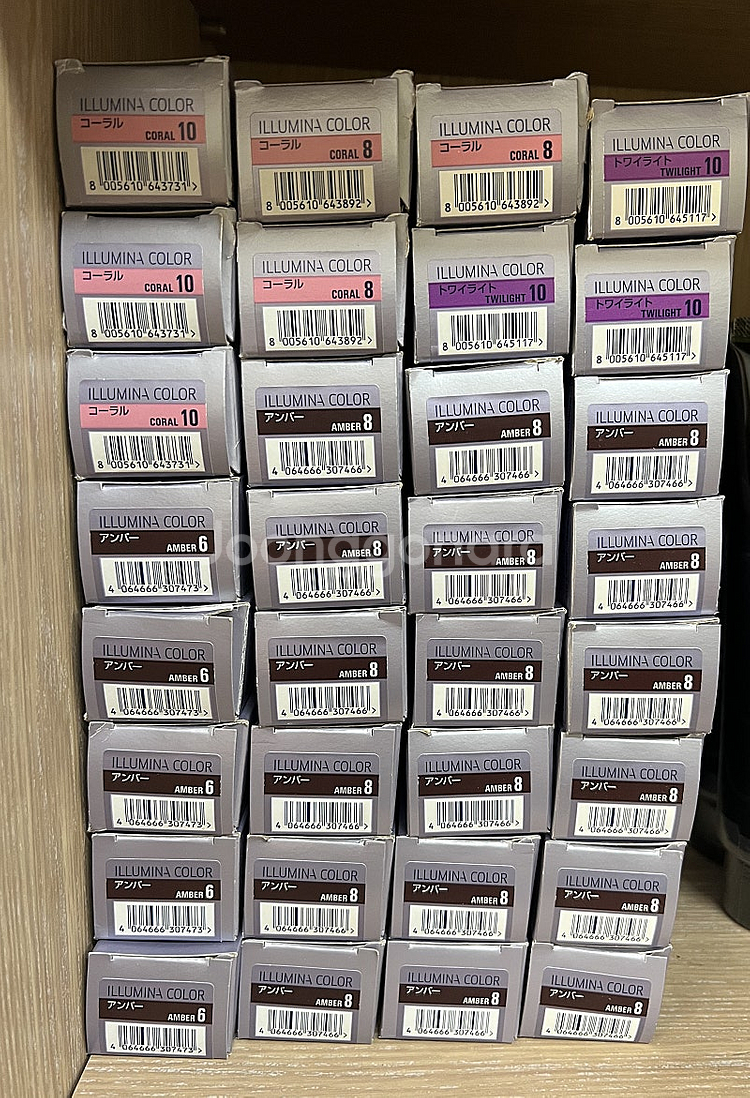 ILLUMINA COLOR
コーラル
CORAL 10
8 005610 643731 >
ILLUMINA COLOR
コーラル
CORAL 10
8 005610 643731 >
ILLUMINA COLOR
コーラル
CORAL 10
8 005610 643731 >
ILLUMINA COLOR
アンバー
AMBER 6
4 064666 307473 >
ILLUMINA COLOR
アンバー
AMBER 6
4 064666 307473 >
ILLUMINA COLOR
アンバー
AMBER 6
4 064666 307473 >
ILLUMINA COLOR
アンバー
AMBER 6
4 064666 307473 >
ILLUMINA COLOR
アンバー
AMBER 6
4 064666 307473 >
ILLUMINA COLOR
コーラル
CORAL 8
8 005610 643892 >
ILLUMINA COLOR
コーラル
CORAL 8
8 005610 643892 >
ILLUMINA COLOR
アンバー
AMBER 8
4 064666 307466 >
ILLUMINA COLOR
アンバー
AMBER 8
4 064666 307466 >
ILLUMINA COLOR
アンバー
AMBER 8
4 064666 307466 >
ILLUMINA COLOR
アンバー
AMBER 8
4 064666 307466 >
ILLUMINA COLOR
アンバー
AMBER 8
4 064666 307466 >
ILLUMINA COLOR
アンバー
AMBER 8
4 064666 307466 >
ILLUMINA COLOR
コーラル
CORAL 8
8 005610 643892 >
ILLUMINA COLOR
トワイライト
TWILIGHT 10
8 005610 645117 >
ILLUMINA COLOR
アンバー
AMBER 8
4 064666 307466 >
ILLUMINA COLOR
アンバー
AMBER 8
4 064666 307466 >
ILLUMINA COLOR
アンバー
AMBER 8
4 064666 307466 >
ILLUMINA COLOR
アンバー
AMBER 8
4 064666 307466 >
ILLUMINA COLOR
アンバー
AMBER 8
4 064666 307466 >
ILLUMINA COLOR
アンバー
AMBER 8
4 064666 307466 >
ILLUMINA COLOR
トワイライト
TWILIGHT 10
8 005610 645117 >
ILLUMINA COLOR
トワイライト
TWILIGHT 10
8 005610 645117 >
ILLUMINA COLOR
アンバー
AMBER 8
4 064666 307466 >
ILLUMINA COLOR
アンバー
AMBER 8
4 064666 307466 >
ILLUMINA COLOR
アンバー
AMBER 8
4 064666 307466 >
ILLUMINA COLOR
アンバー
AMBER 8
4 064666 307466 >
ILLUMINA COLOR
アンバー
AMBER 8
4 064666 307466 >
ILLUMINA COLOR
アンバー
AMBER 8
4 064666 307466 >
Joonggonara